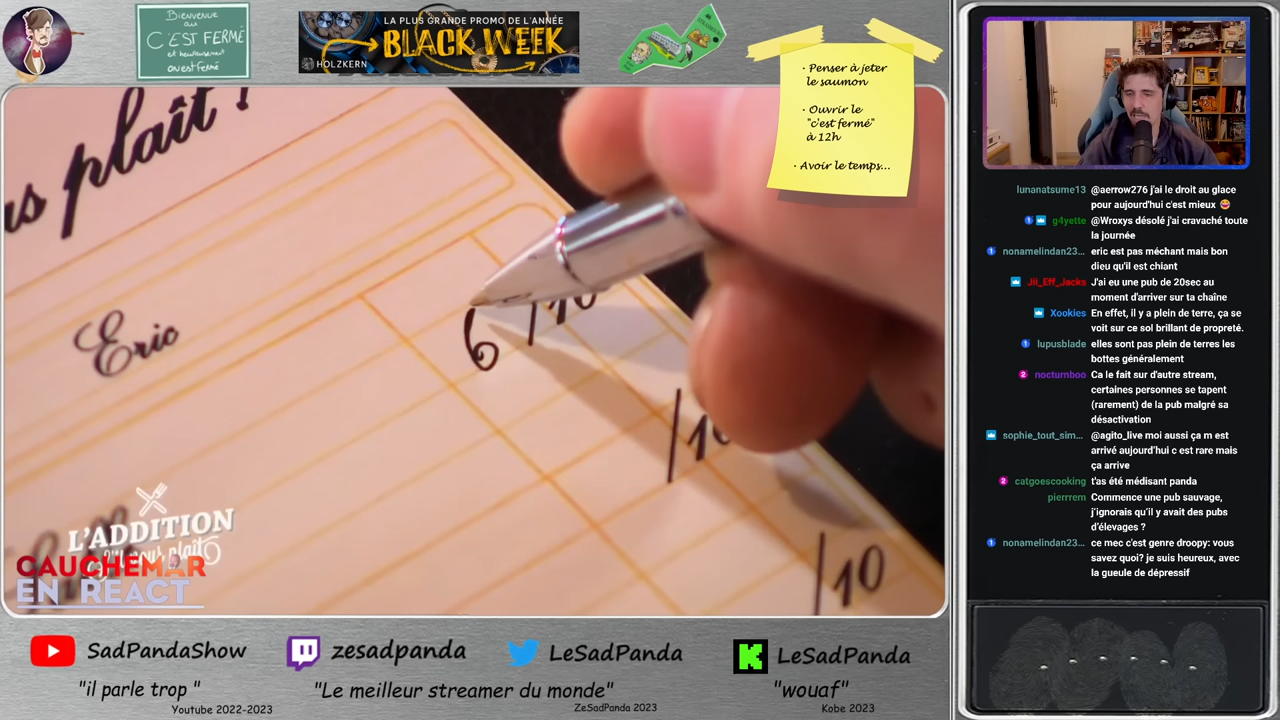 Bienvenue
au
C'EST FERMÉ
et heureusement
on est fermé
LA PLUS GRANDE PROMO DE L'ANNÉE
BLACK WEEK
HOLZKERN
• Penser à jeter
le saumon
• Ouvrir le
"c'est fermé"
à 12h
• Avoir le temps...
us plaît !
Eric
6 /10
/10
/10
L'ADDITION
s'il vous plaît
CAUCHEMAR
EN REACT
lunanatsume13 @aerrow276 j'ai le droit au glace
pour aujourd'hui c'est mieux
g4yette @Wroxys désolé j'ai cravaché toute
la journée
nonamelindan23... eric est pas méchant mais bon
dieu qu'il est chiant
Jii_Eff_Jacks J'ai eu une pub de 20sec au
moment d'arriver sur ta chaîne
Xookies En effet, il y a plein de terre, ça se
voit sur ce sol brillant de propreté.
lupusblade elles sont pas plein de terres les
bottes généralement
nocturnboo Ca le fait sur d'autre stream,
certaines personnes se tapent
(rarement) de la pub malgré sa
désactivation
sophie_tout_sim... @agito_live moi aussi ça m est
arrivé aujourd'hui c est rare mais
ça arrive
catgoescooking t'as été médisant panda
pierrrem Commence une pub sauvage,
j'ignorais qu'il y avait des pubs
d'élevages ?
nonamelindan23... ce mec c'est genre droopy: vous
savez quoi? je suis heureux, avec
la gueule de dépressif
SadPandaShow
"il parle trop "
Youtube 2022-2023
zesadpanda
LeSadPanda
"Le meilleur streamer du monde"
ZeSadPanda 2023
LeSadPanda
"wouaf"
Kobe 2023